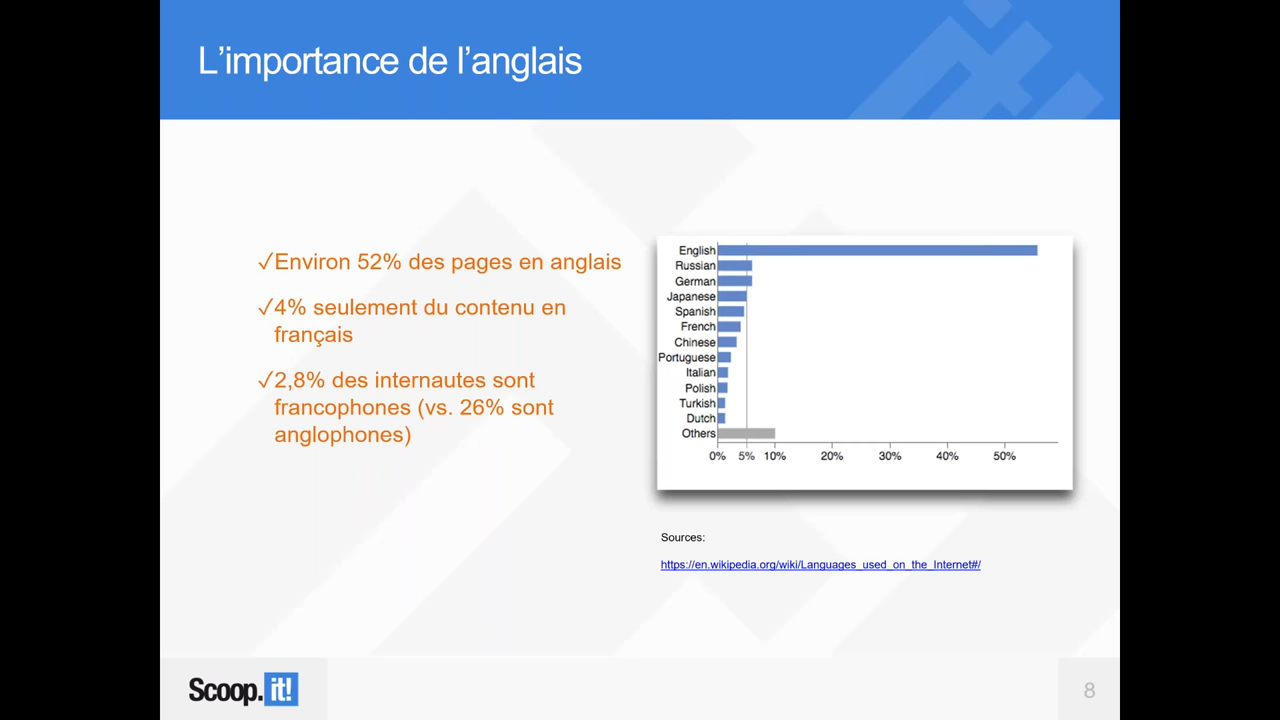 L’importance de l’anglais
✓Environ 52% des pages en anglais
✓4% seulement du contenu en
français
✓2,8% des internautes sont
francophones (vs. 26% sont
anglophones)
English
Russian
German
Japanese
Spanish
French
Chinese
Portuguese
Italian
Polish
Turkish
Dutch
Others
0% 5% 10% 20% 30% 40% 50%
Sources:
https://en.wikipedia.org/wiki/Languages_used_on_the_Internet#/
Scoop.it!
8